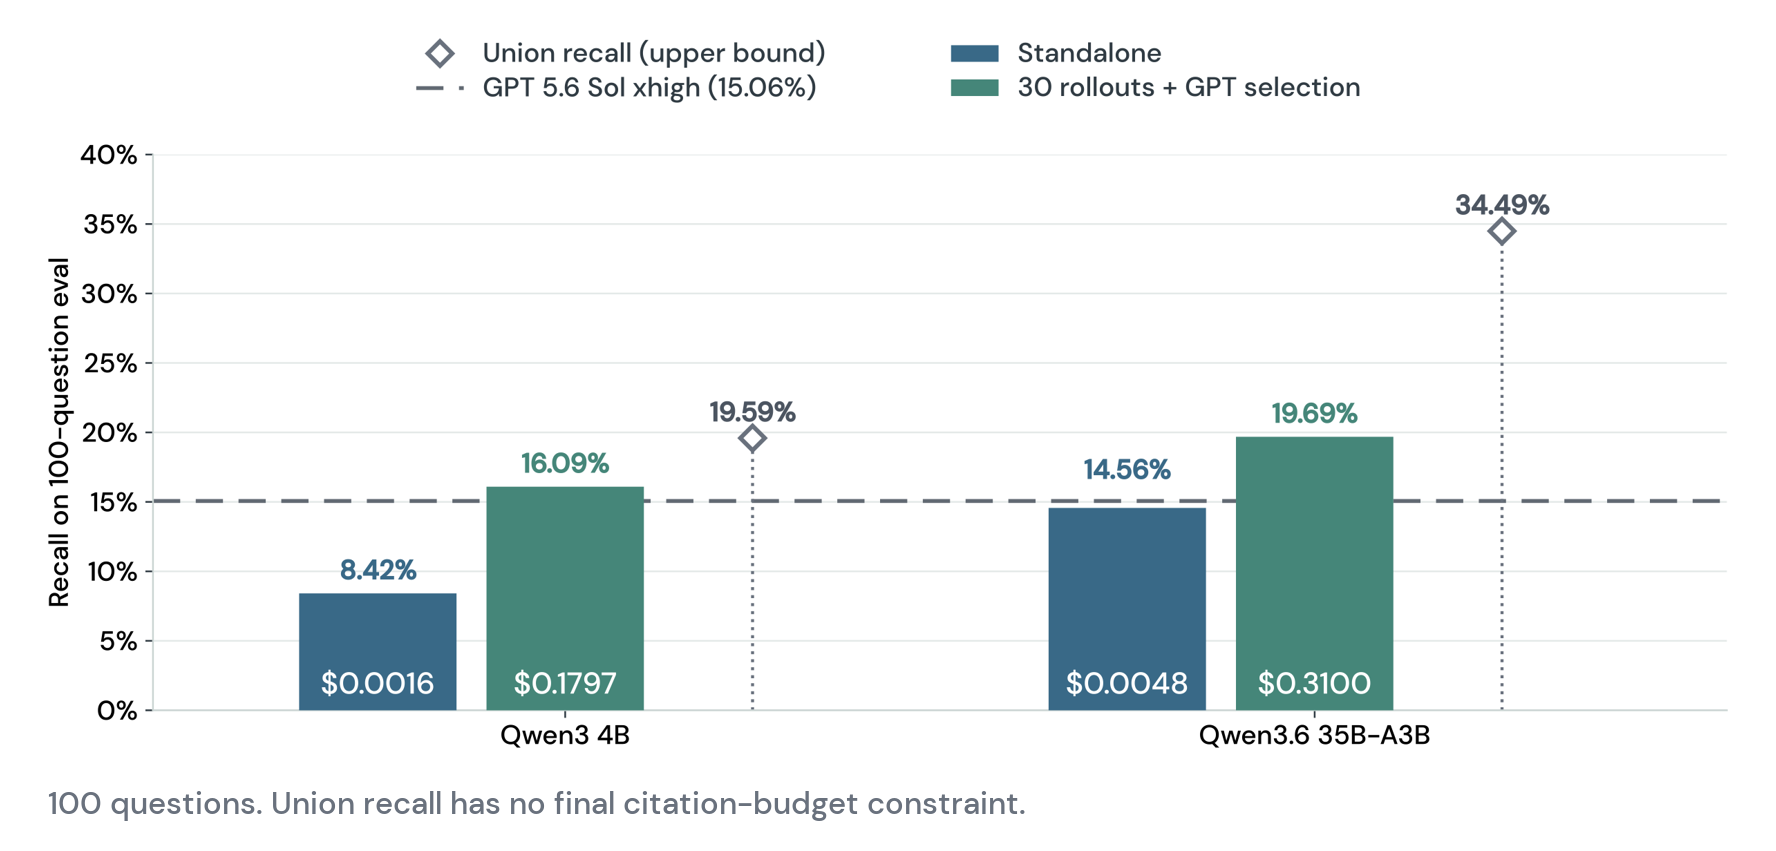 Union recall (upper bound)
GPT 5.6 Sol xhigh (15.06%)
Standalone
30 rollouts + GPT selection
Recall on 100-question eval
40%
35%
30%
25%
20%
15%
10%
5%
0%
8.42%
$0.0016
16.09%
$0.1797
19.59%
14.56%
$0.0048
19.69%
$0.3100
34.49%
Qwen3 4B
Qwen3.6 35B-A3B
100 questions. Union recall has no final citation-budget constraint.